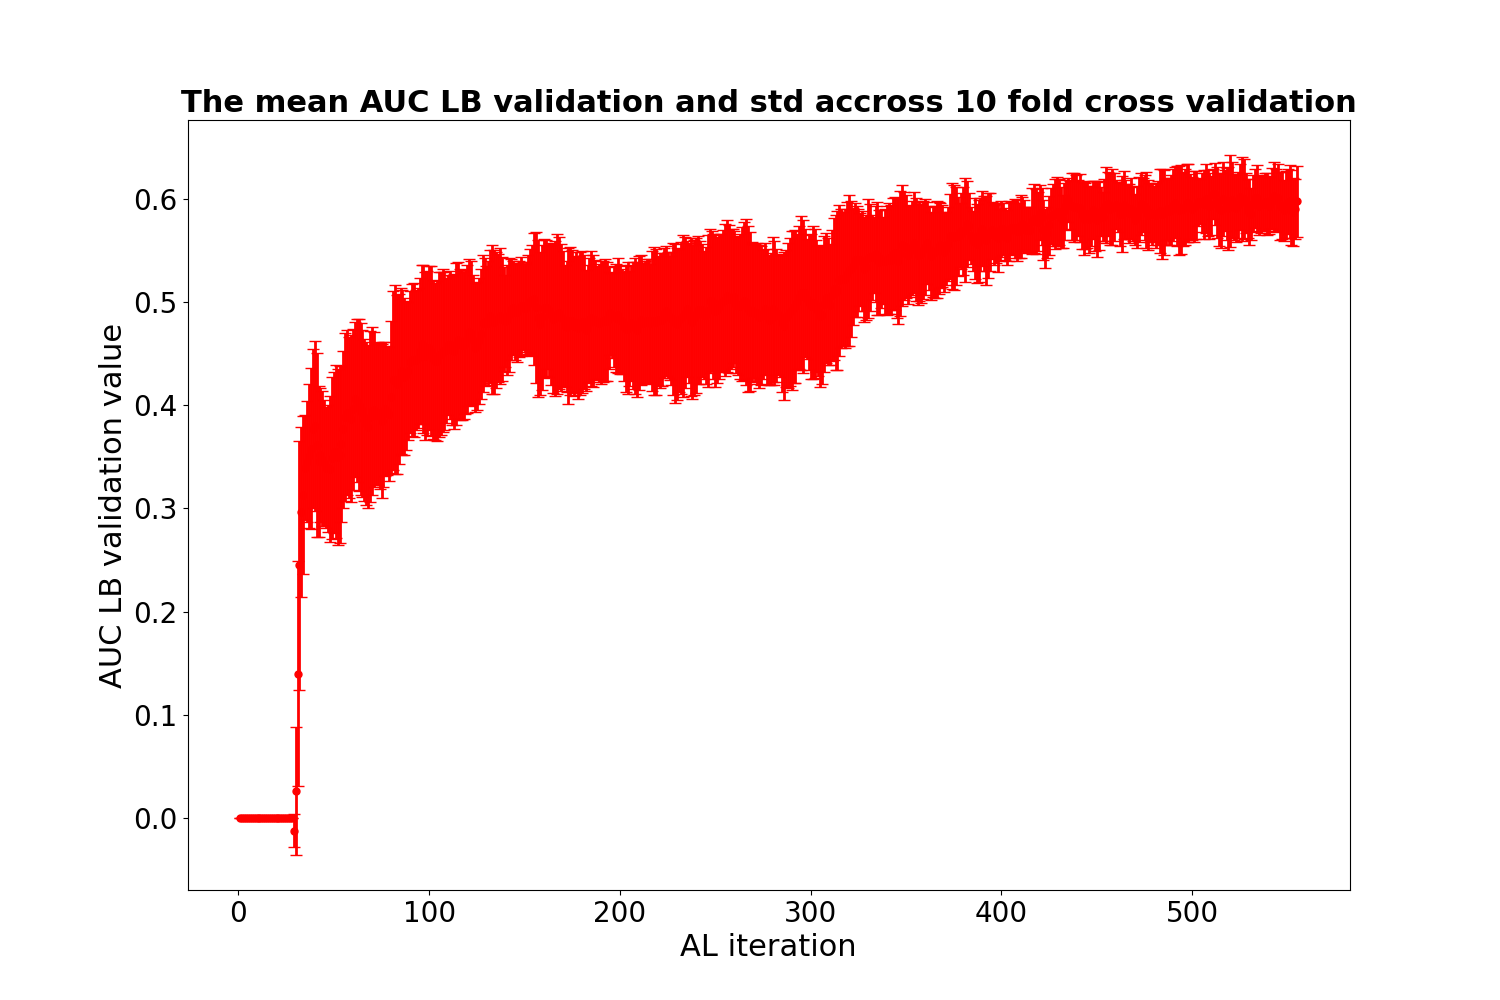 The mean AUC LB validation and std accross 10 fold cross validation
0.6
0.5
0.4
0.3
0.2
0.1
0.0
AUC LB validation value
0 100 200 300 400 500
AL iteration